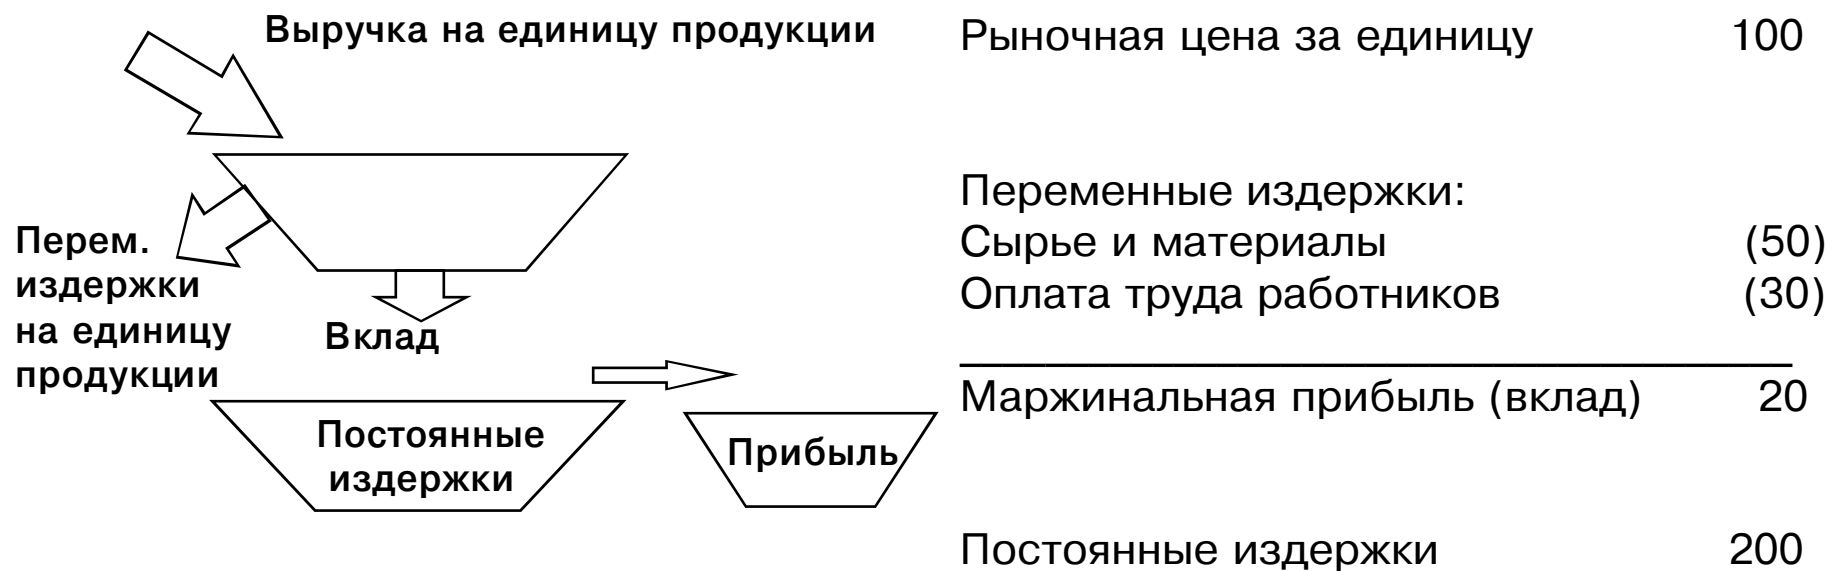 Выручка на единицу продукции
Перем.
издержки
на единицу
продукции
Вклад
Постоянные
издержки
Прибыль
Рыночная цена за единицу 100
Переменные издержки:
Сырье и материалы (50)
Оплата труда работников (30)
Маржинальная прибыль (вклад) 20
Постоянные издержки 200